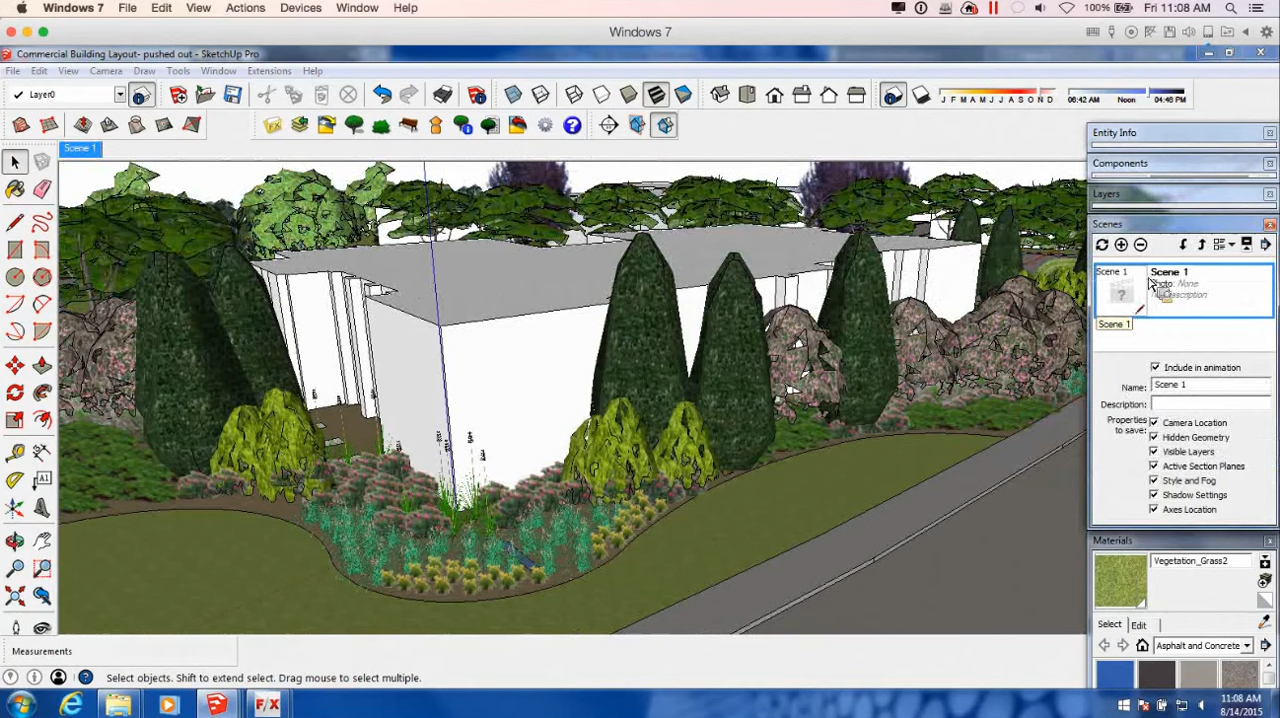 Windows 7 File Edit View Actions Devices Window Help 100% Fri 11:08 AM
Windows 7
Commercial Building Layout- pushed out - SketchUp Pro
File Edit View Camera Draw Tools Window Extensions Help
Layer0
J F M A M J J A S O N D 06:42 AM Noon 04:46 PM
F/X
Scene 1
A1
Entity Info
Components
Layers
Scenes
Scene 1
Scene 1
None
Scene 1
Include in animation
Name: Scene 1
Description:
Properties to save:
Camera Location
Hidden Geometry
Visible Layers
Active Section Planes
Style and Fog
Shadow Settings
Axes Location
Materials
Vegetation_Grass2
Select Edit
Asphalt and Concrete
Measurements
Select objects. Shift to extend select. Drag mouse to select multiple.
F/X
11:08 AM
8/14/2015